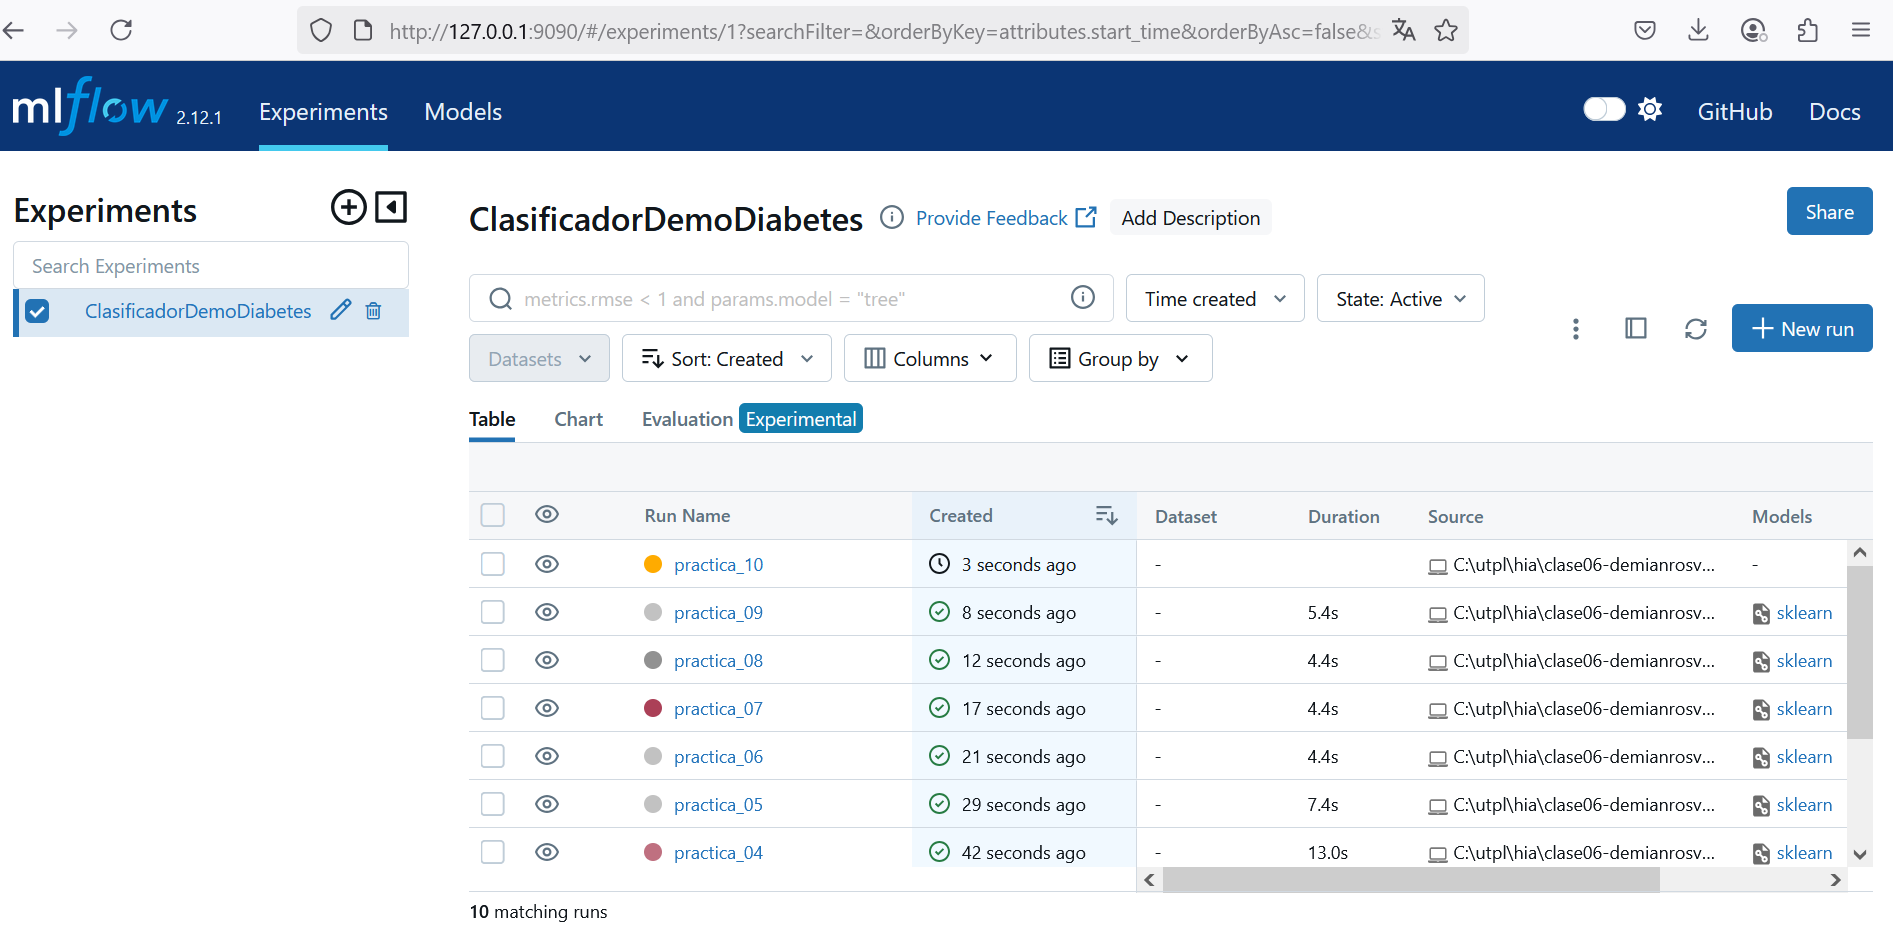 http://127.0.0.1:9090/#/experiments/1?searchFilter=&orderByKey=attributes.start_time&orderByAsc=false&s
mlflow 2.12.1 Experiments Models GitHub Docs
Experiments
Search Experiments
ClasificadorDemoDiabetes
ClasificadorDemoDiabetes Provide Feedback Add Description Share
metrics.rmse < 1 and params.model = "tree" Time created State: Active
New run
Datasets Sort: Created Columns Group by
Table Chart Evaluation Experimental
Run Name Created Dataset Duration Source Models
practica_10 3 seconds ago - C:\utpl\hia\clase06-demianrosv... -
practica_09 8 seconds ago - 5.4s C:\utpl\hia\clase06-demianrosv... sklearn
practica_08 12 seconds ago - 4.4s C:\utpl\hia\clase06-demianrosv... sklearn
practica_07 17 seconds ago - 4.4s C:\utpl\hia\clase06-demianrosv... sklearn
practica_06 21 seconds ago - 4.4s C:\utpl\hia\clase06-demianrosv... sklearn
practica_05 29 seconds ago - 7.4s C:\utpl\hia\clase06-demianrosv... sklearn
practica_04 42 seconds ago - 13.0s C:\utpl\hia\clase06-demianrosv... sklearn
10 matching runs